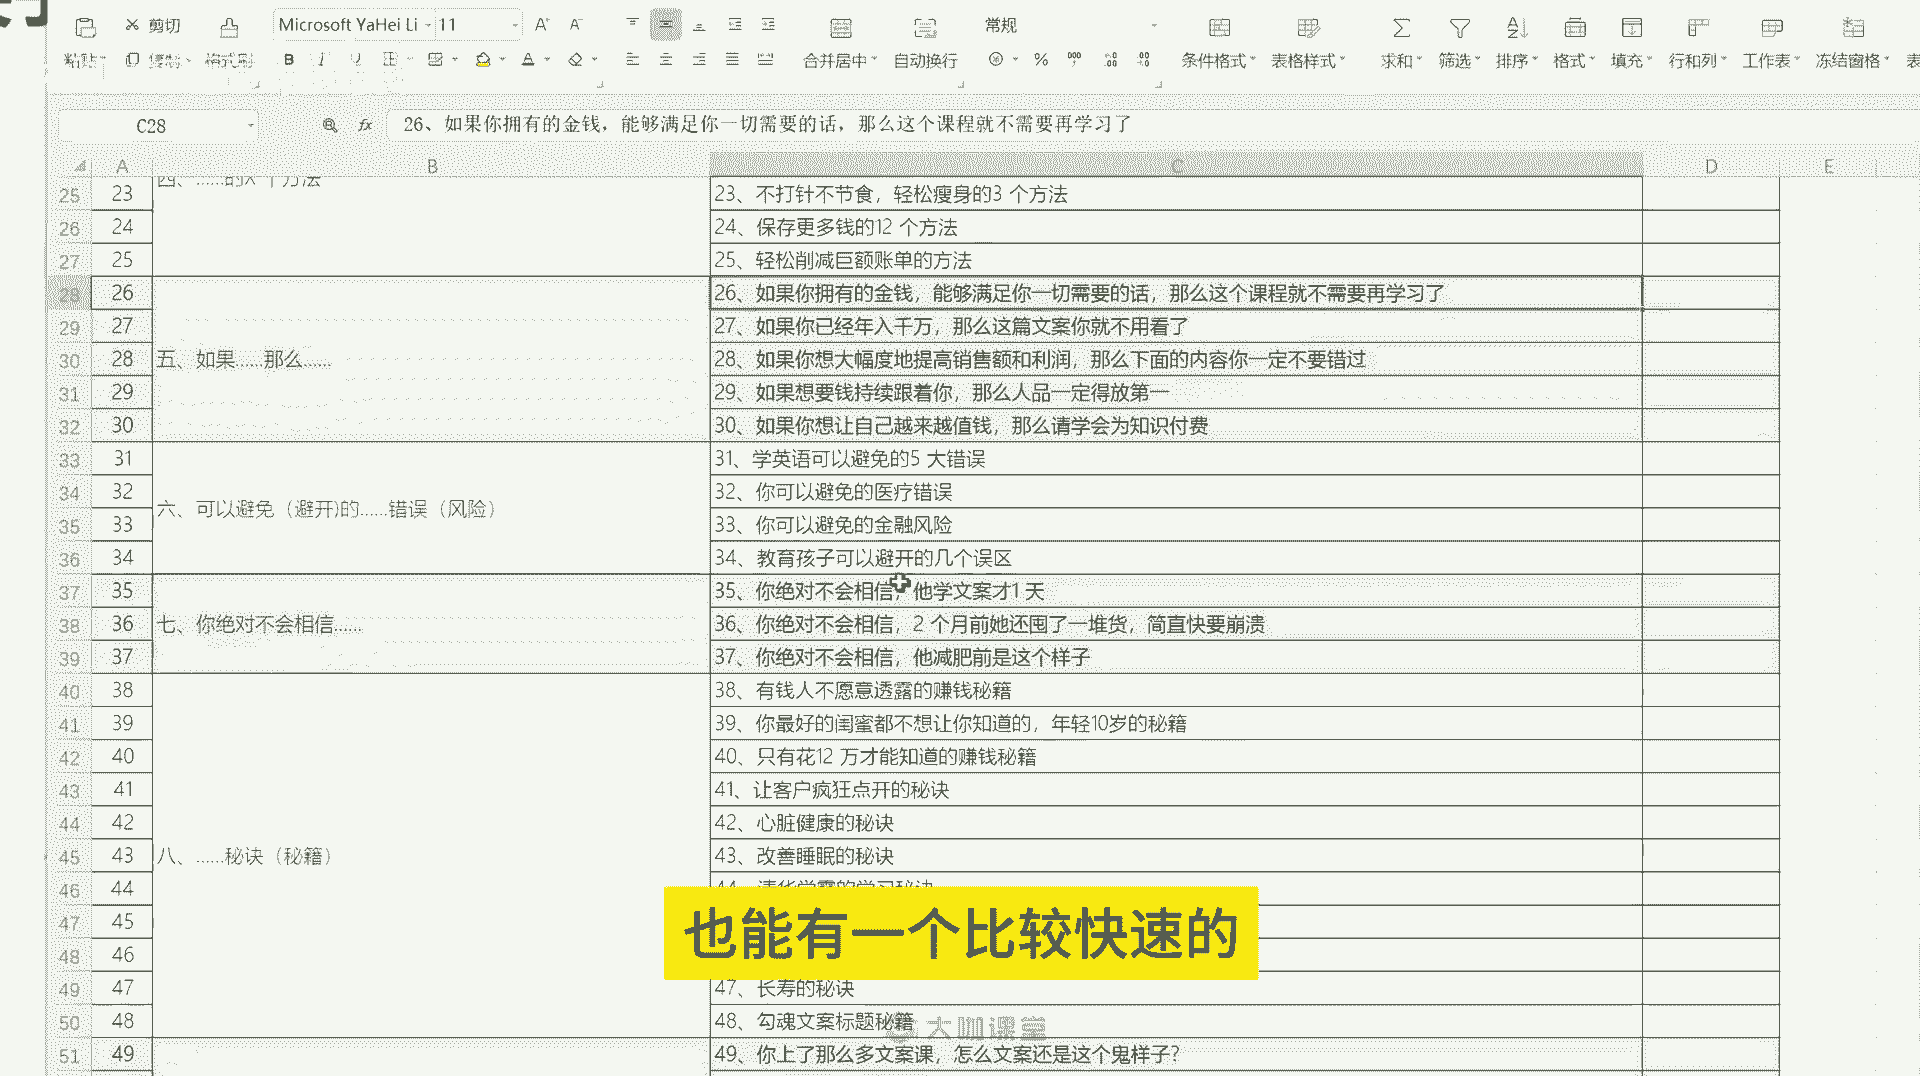 剪切 Microsoft YaHei Li 11 A+ A- 常规
粘贴 复制 格式刷 B I U A 合并居中 自动换行 % 000 条件格式 表格样式 求和 筛选 排序 格式 填充 行和列 工作表 冻结窗格
C28 fx 26、如果你拥有的金钱，能够满足你一切需要的话，那么这个课程就不需要再学习了
A B C D E
四、……的X 个方法
25 23 23、不打针不节食，轻松瘦身的3 个方法
26 24 24、保存更多钱的12 个方法
27 25 25、轻松削减巨额账单的方法
28 26 26、如果你拥有的金钱，能够满足你一切需要的话，那么这个课程就不需要再学习了
29 27 27、如果你已经年入千万，那么这篇文案你就不用看了
30 28 五、如果……那么…… 28、如果你想大幅度地提高销售额和利润，那么下面的内容你一定不要错过
31 29 29、如果想要钱持续跟着你，那么人品一定得放第一
32 30 30、如果你想让自己越来越值钱，那么请学会为知识付费
33 31 31、学英语可以避免的5 大错误
34 32 32、你可以避免的医疗错误
六、可以避免（避开)的……错误（风险）
35 33 33、你可以避免的金融风险
36 34 34、教育孩子可以避开的几个误区
37 35 35、你绝对不会相信，他学文案才1 天
38 36 七、你绝对不会相信…… 36、你绝对不会相信，2 个月前她还囤了一堆货，简直快要崩溃
39 37 37、你绝对不会相信，他减肥前是这个样子
40 38 38、有钱人不愿意透露的赚钱秘籍
41 39 39、你最好的闺蜜都不想让你知道的，年轻10岁的秘籍
42 40 40、只有花12 万才能知道的赚钱秘籍
43 41 41、让客户疯狂点开的秘诀
44 42 42、心脏健康的秘诀
45 43 八、……秘诀（秘籍） 43、改善睡眠的秘诀
46 44 44、清华学霸的学习秘诀
47 45
也能有一个比较快速的
48 46
49 47 47、长寿的秘诀
50 48 48、勾魂文案标题秘籍
大咖课堂
51 49 49、你上了那么多文案课，怎么文案还是这个鬼样子？